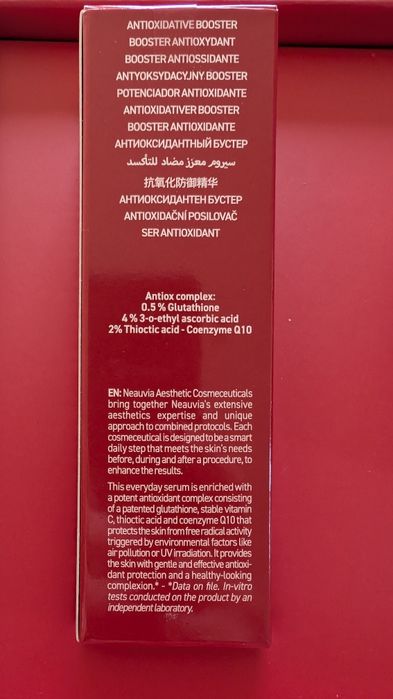 ANTIOXIDATIVE BOOSTER
BOOSTER ANTIOXYDANT
BOOSTER ANTIOSSIDANTE
ANTYOKSYDACYJNY BOOSTER
POTENCIADOR ANTIOXIDANTE
ANTIOXIDATIVER BOOSTER
BOOSTER ANTIOXIDANTE
АНТИОКСИДАНТНЫЙ БУСТЕР
سيروم معزز مضاد للتأكسد
抗氧化防御精华
АНТИОКСИДАНТЕН БУСТЕР
ANTIOXIDAČNÍ POSILOVAČ
SER ANTIOXIDANT
Antiox complex:
0.5 % Glutathione
4 % 3-o-ethyl ascorbic acid
2% Thioctic acid - Coenzyme Q10
EN: Neauvia Aesthetic Cosmeceuticals
bring together Neauvia's extensive
aesthetics expertise and unique
approach to combined protocols. Each
cosmeceutical is designed to be a smart
daily step that meets the skin's needs
before, during and after a procedure, to
enhance the results.
This everyday serum is enriched with
a potent antioxidant complex consisting
of a patented glutathione, stable vitamin
C, thioctic acid and coenzyme Q10 that
protects the skin from free radical activity
triggered by environmental factors like
air pollution or UV irradiation. It provides
the skin with gentle and effective antioxi-
dant protection and a healthy-looking
complexion.* - *Data on file. In-vitro
tests conducted on the product by an
independent laboratory.